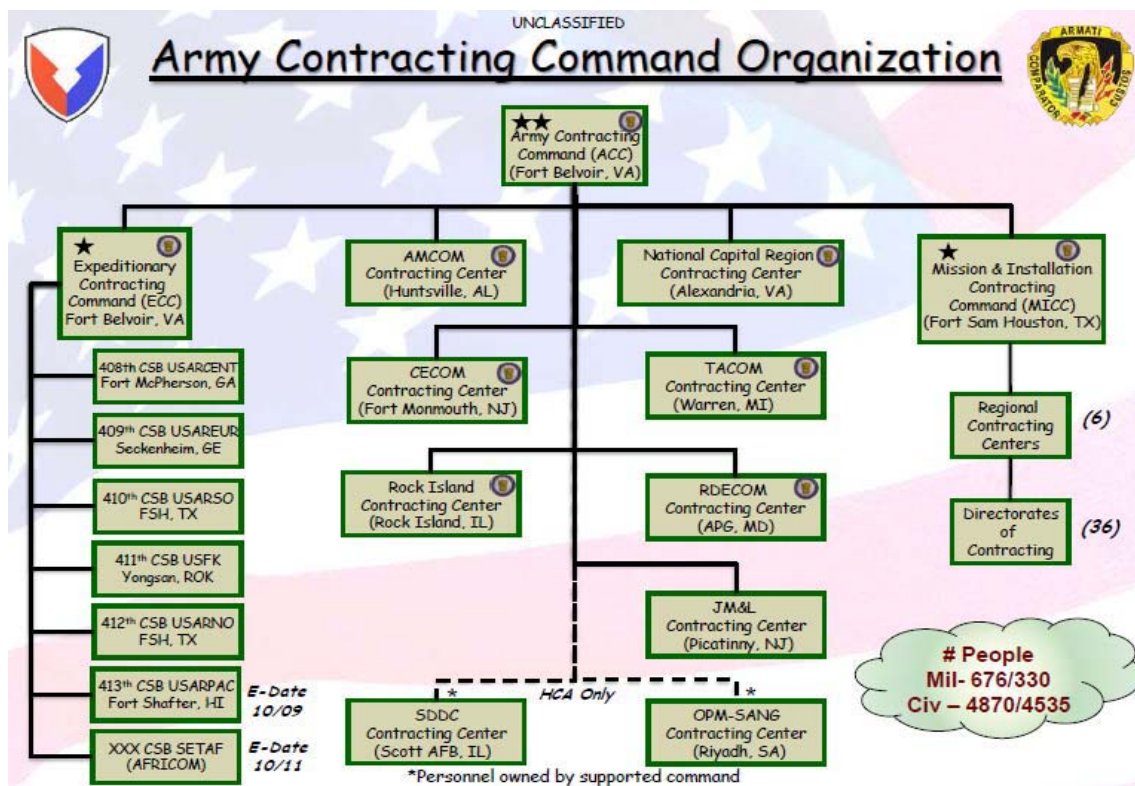 UNCLASSIFIED
Army Contracting Command Organization
ARMATI
COMPARATOR
CUSTOS
Army Contracting
Command (ACC)
(Fort Belvoir, VA)
Expeditionary
Contracting
Command (ECC)
Fort Belvoir, VA
AMCOM
Contracting Center
(Huntsville, AL)
National Capital Region
Contracting Center
(Alexandria, VA)
Mission & Installation
Contracting
Command (MICC)
(Fort Sam Houston, TX)
408th CSB USARCENT
Fort McPherson, GA
409th CSB USAREUR
Seckenheim, GE
410th CSB USARSO
FSH, TX
411th CSB USFK
Yongsan, ROK
412th CSB USARNO
FSH, TX
413th CSB USARPAC
Fort Shafter, HI
E-Date
10/09
XXX CSB SETAF
(AFRICOM)
E-Date
10/11
CECOM
Contracting Center
(Fort Monmouth, NJ)
TACOM
Contracting Center
(Warren, MI)
Rock Island
Contracting Center
(Rock Island, IL)
RDECOM
Contracting Center
(APG, MD)
JM&L
Contracting Center
(Picatinny, NJ)
HCA Only
*
SDDC
Contracting Center
(Scott AFB, IL)
*
OPM-SANG
Contracting Center
(Riyadh, SA)
*Personnel owned by supported command
Regional
Contracting
Centers
(6)
Directorates
of
Contracting
(36)
# People
Mil- 676/330
Civ – 4870/4535